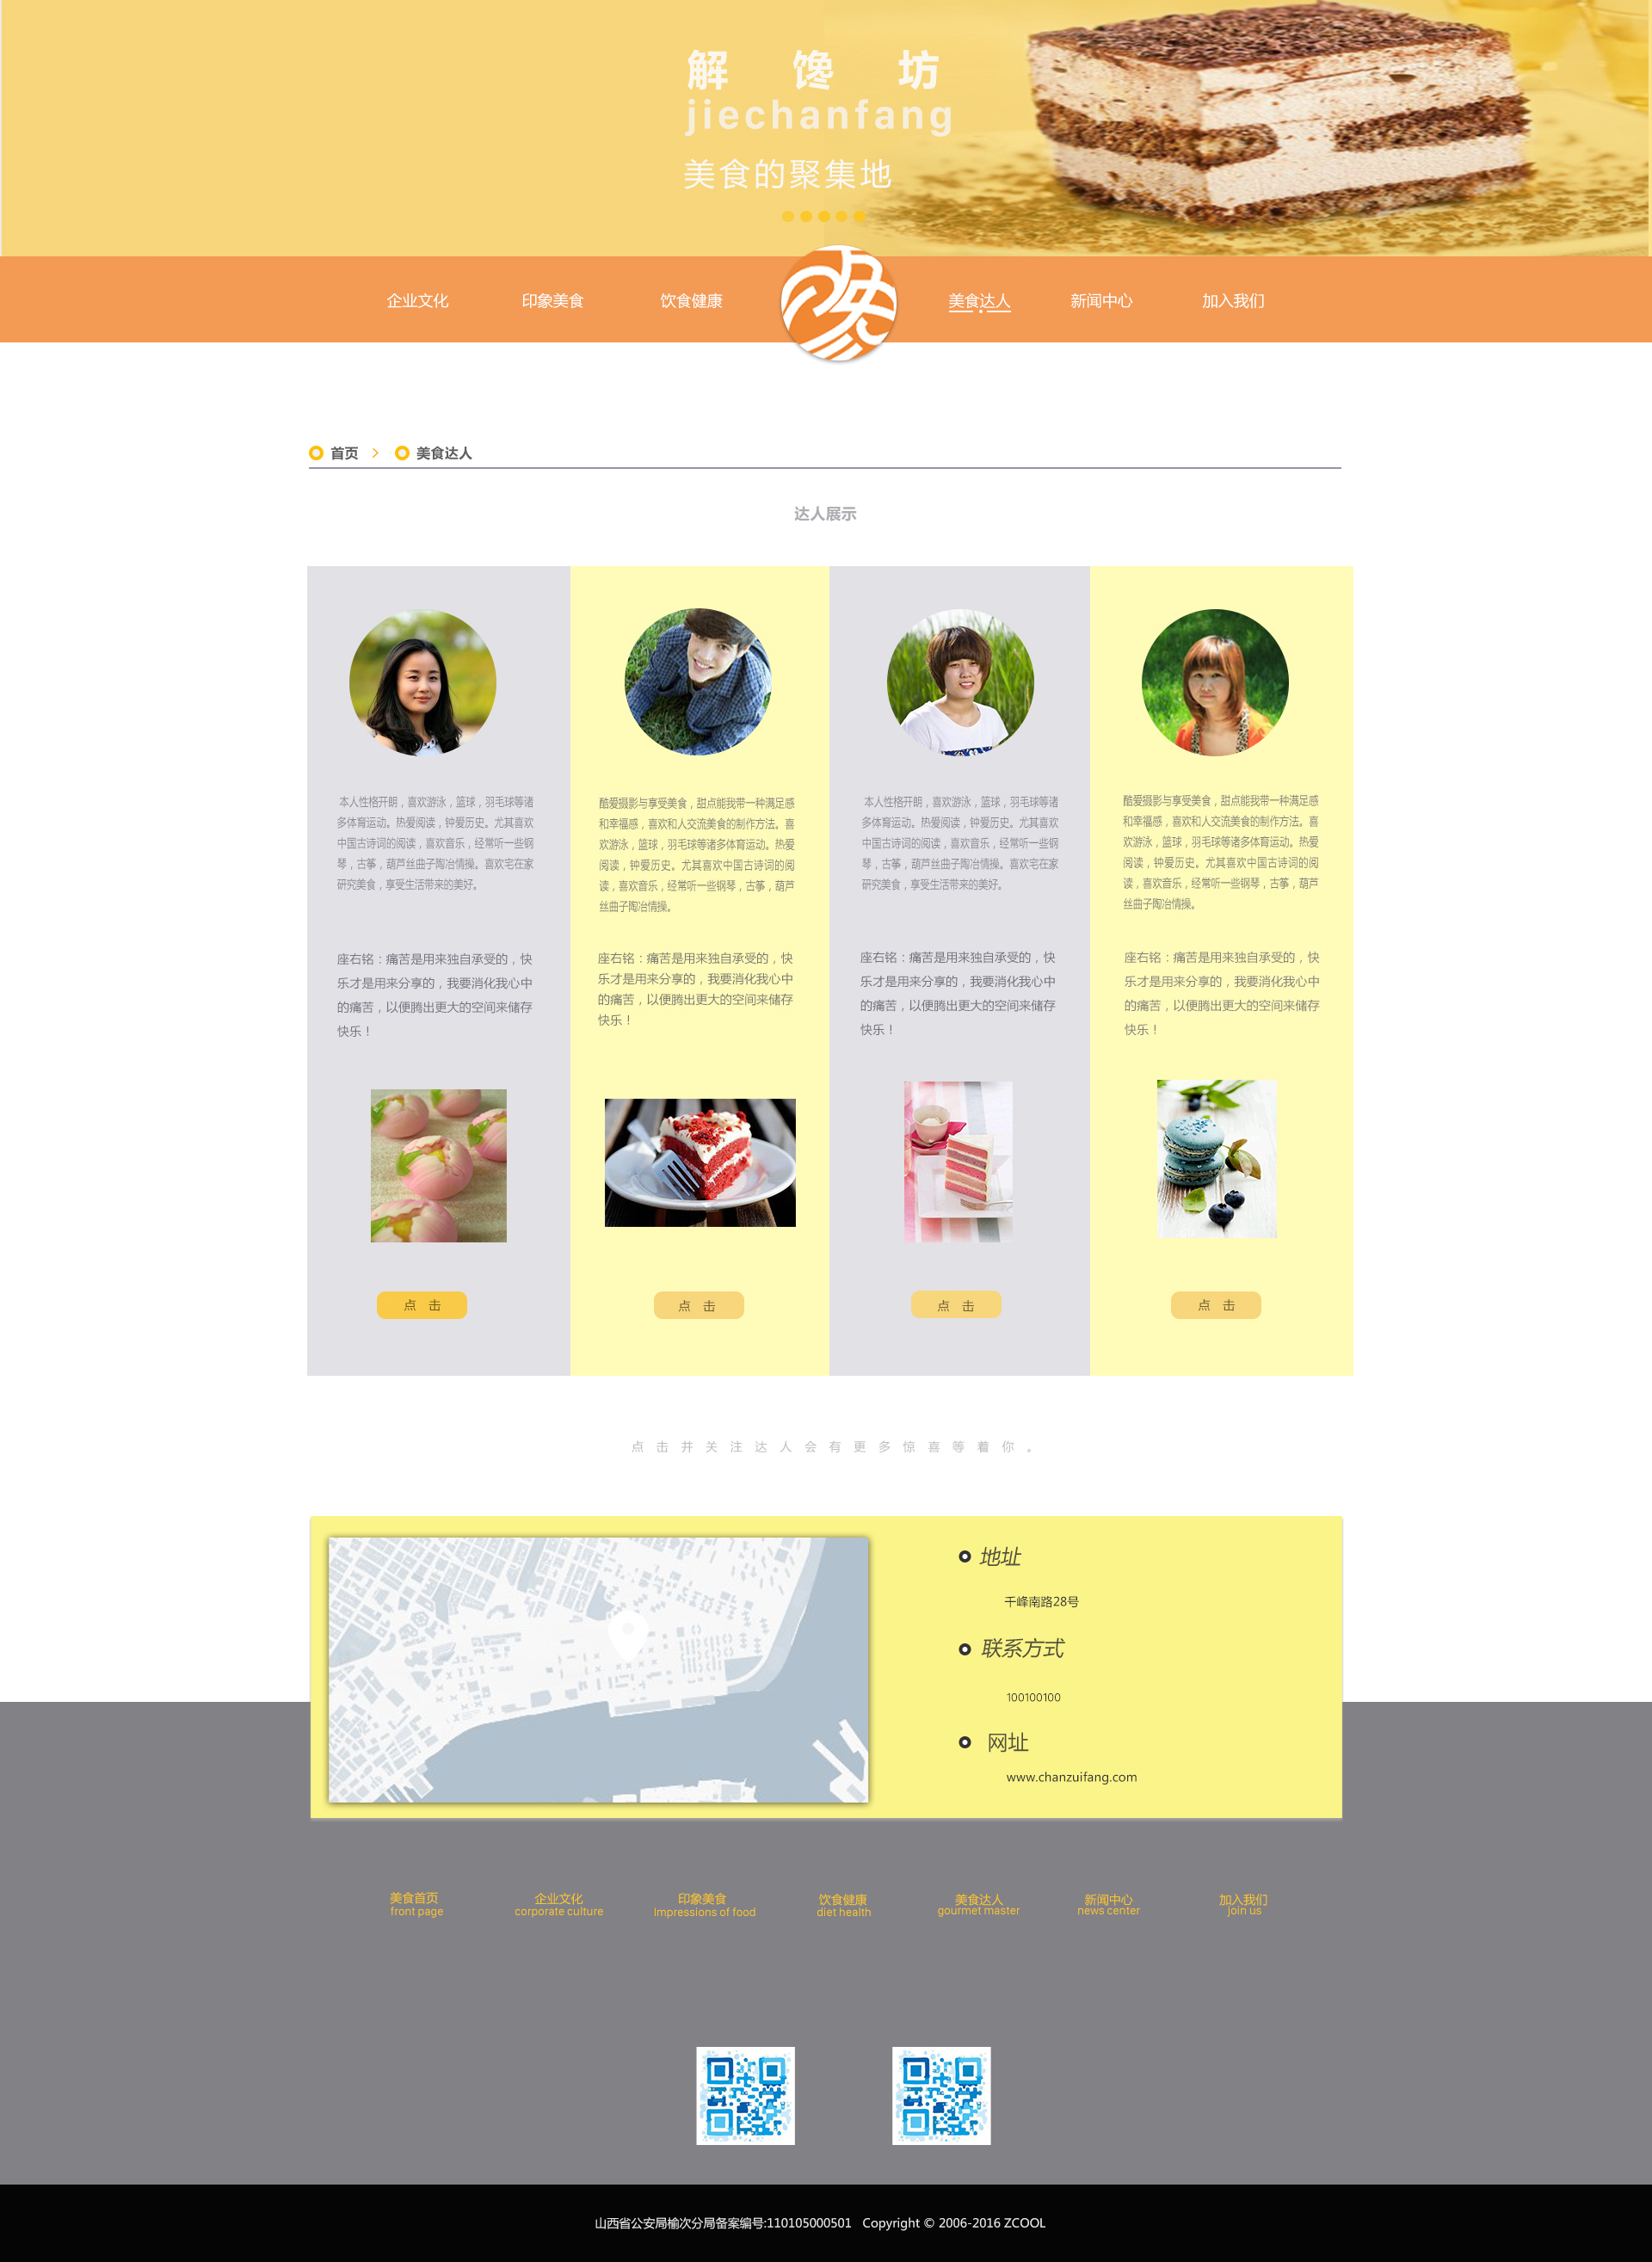 解馋坊
jiechanfang
美食的聚集地
企业文化
印象美食
饮食健康
美食达人
新闻中心
加入我们
首页 > 美食达人
达人展示
本人性格开朗，喜欢游泳，篮球，羽毛球等诸
多体育运动。热爱阅读，钟爱历史。尤其喜欢
中国古诗词的阅读，喜欢音乐，经常听一些钢
琴，古筝，葫芦丝曲子陶冶情操。喜欢宅在家
研究美食，享受生活带来的美好。
座右铭：痛苦是用来独自承受的，快
乐才是用来分享的，我要消化我心中
的痛苦，以便腾出更大的空间来储存
快乐！
点 击
酷爱摄影与享受美食，甜点能我带一种满足感
和幸福感，喜欢和人交流美食的制作方法。喜
欢游泳，篮球，羽毛球等诸多体育运动。热爱
阅读，钟爱历史。尤其喜欢中国古诗词的阅
读，喜欢音乐，经常听一些钢琴，古筝，葫芦
丝曲子陶冶情操。
座右铭：痛苦是用来独自承受的，快
乐才是用来分享的，我要消化我心中
的痛苦，以便腾出更大的空间来储存
快乐！
点 击
本人性格开朗，喜欢游泳，篮球，羽毛球等诸
多体育运动。热爱阅读，钟爱历史。尤其喜欢
中国古诗词的阅读，喜欢音乐，经常听一些钢
琴，古筝，葫芦丝曲子陶冶情操。喜欢宅在家
研究美食，享受生活带来的美好。
座右铭：痛苦是用来独自承受的，快
乐才是用来分享的，我要消化我心中
的痛苦，以便腾出更大的空间来储存
快乐！
点 击
酷爱摄影与享受美食，甜点能我带一种满足感
和幸福感，喜欢和人交流美食的制作方法。喜
欢游泳，篮球，羽毛球等诸多体育运动。热爱
阅读，钟爱历史。尤其喜欢中国古诗词的阅
读，喜欢音乐，经常听一些钢琴，古筝，葫芦
丝曲子陶冶情操。
座右铭：痛苦是用来独自承受的，快
乐才是用来分享的，我要消化我心中
的痛苦，以便腾出更大的空间来储存
快乐！
点 击
点击并关注达人会有更多惊喜等着你。
地址
千峰南路28号
联系方式
100100100
网址
www.chanzuifang.com
美食首页
front page
企业文化
corporate culture
印象美食
Impressions of food
饮食健康
diet health
美食达人
gourmet master
新闻中心
news center
加入我们
join us
山西省公安局榆次分局备案编号:110105000501 Copyright © 2006-2016 ZCOOL